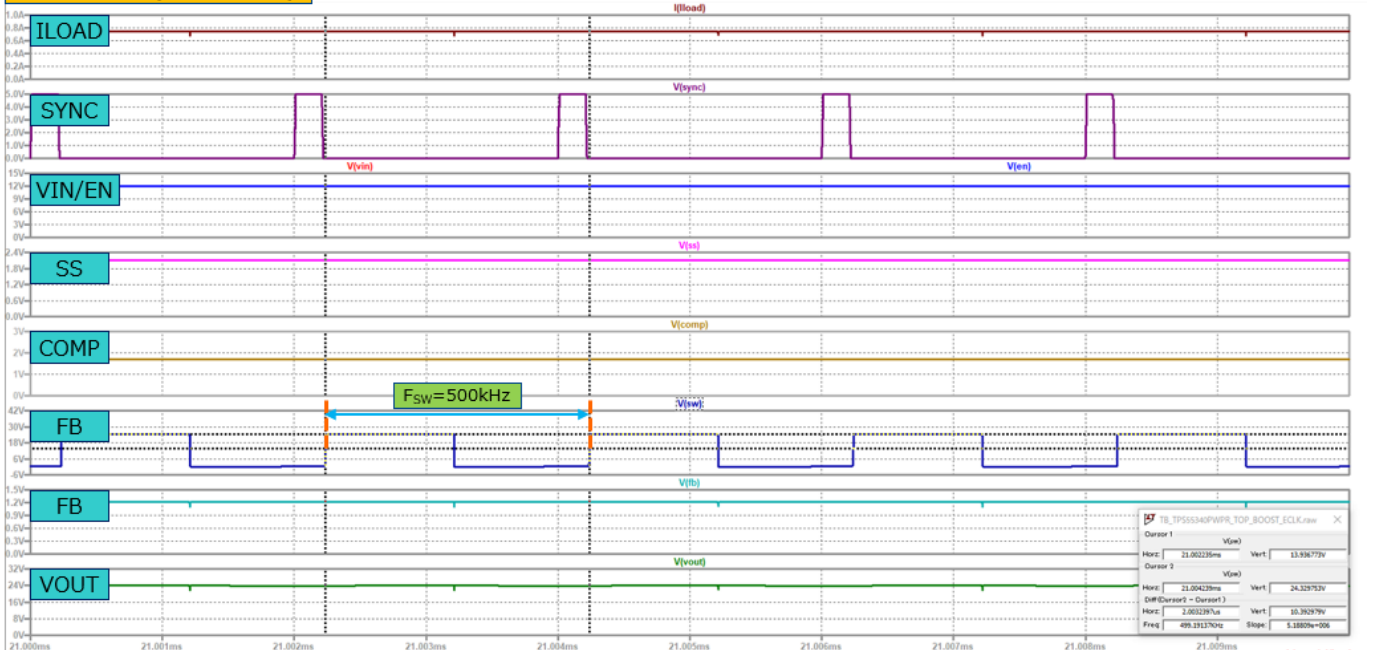 I(Iload)
1.0A
0.8A
0.6A
0.4A
0.2A
0.0A
ILOAD
V(sync)
5.0V
4.0V
3.0V
2.0V
1.0V
0.0V
SYNC
V(vin) V(en)
15V
12V
9V
6V
3V
0V
VIN/EN
V(ss)
2.4V
1.8V
1.2V
0.6V
0.0V
SS
V(comp)
3V
2V
1V
0V
COMP
FSW=500kHz
V(sw)
42V
30V
18V
6V
-6V
FB
V(fb)
1.5V
1.2V
0.9V
0.6V
0.3V
0.0V
FB
V(vout)
32V
24V
16V
8V
0V
VOUT
21.000ms 21.001ms 21.002ms 21.003ms 21.004ms 21.005ms 21.006ms 21.007ms 21.008ms 21.009ms
TB_TPS55340PWPR_TOP_BOOST_ECLK.raw
Cursor 1
V(sw)
Horz: 21.002235ms Vert: 13.936773V
Cursor 2
V(sw)
Horz: 21.004239ms Vert: 24.329753V
Diff (Cursor2 - Cursor1)
Horz: 2.0032397us Vert: 10.392979V
Freq: 499.19137KHz Slope: 5.18809e+006